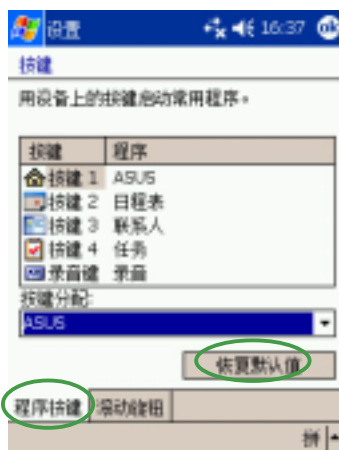 设置 16:37 ok
按键
用设备上的按键启动常用程序。
按键 程序
按键 1 ASUS
按键 2 日程表
按键 3 联系人
按键 4 任务
录音键 录音
按键分配:
ASUS
恢复默认值
程序按键 滚动旋钮
拼